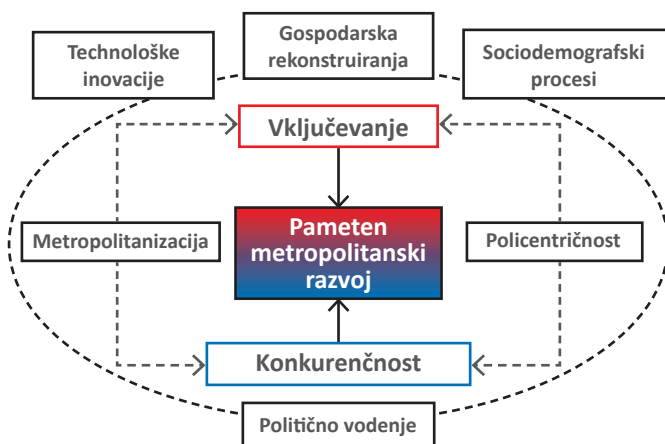 Technološke
inovacije
Gospodarska
rekonstruiranja
Sociodemografski
procesi
Vključevanje
Metropolitanizacija
Pameten
metropolitanski
razvoj
Policentričnost
Konkurenčnost
Politično vodenje